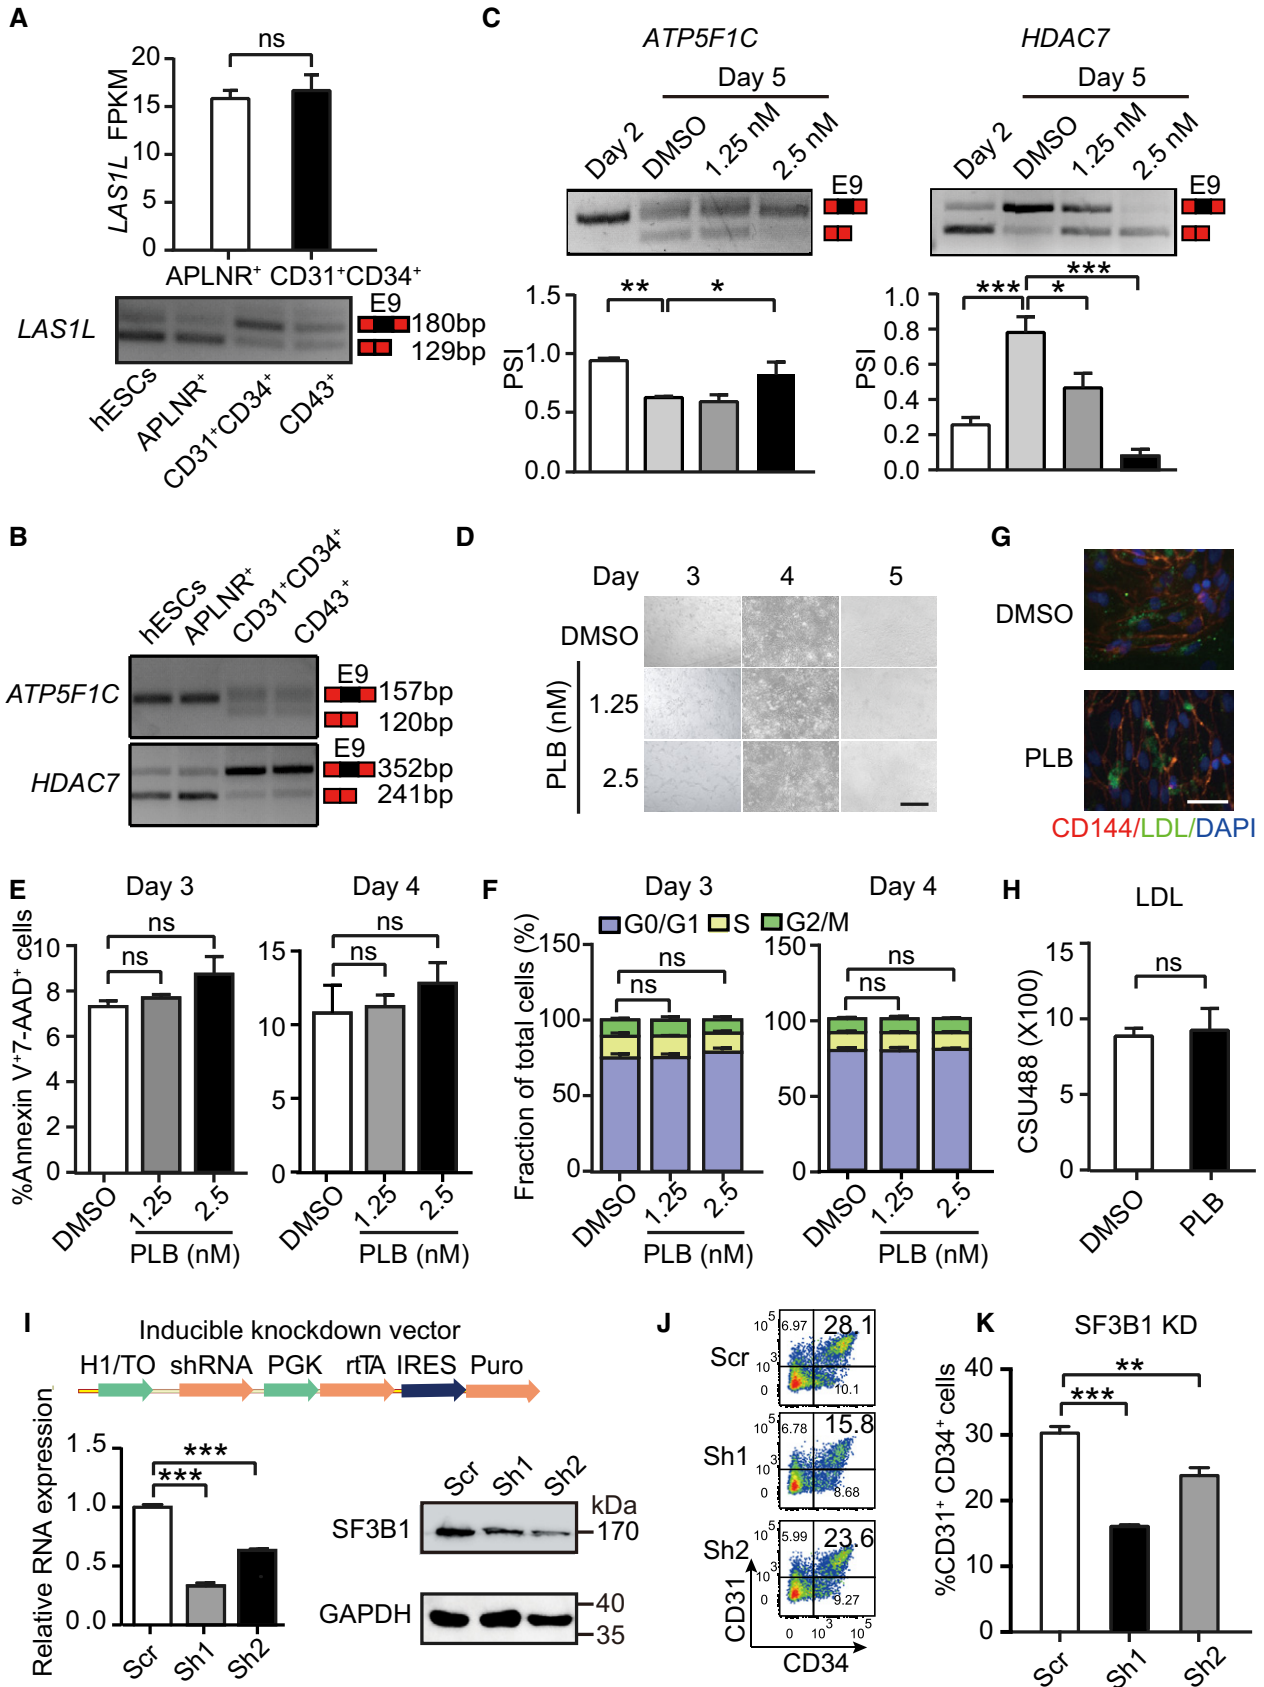 A
ns
20
15
10
5
0
LAS1L FPKM
APLNR⁺ CD31⁺CD34⁺
LAS1L
E9
180bp
129bp
hESCs
APLNR⁺
CD31⁺CD34⁺
CD43⁺
C
ATP5F1C
Day 5
Day 2
DMSO
1.25 nM
2.5 nM
E9
** *
1.5
1.0
0.5
0.0
PSI
HDAC7
Day 5
Day 2
DMSO
1.25 nM
2.5 nM
E9
***
*** *
1.0
0.8
0.6
0.4
0.2
0.0
PSI
B
hESCs
APLNR⁺
CD31⁺CD34⁺
CD43⁺
ATP5F1C
E9
157bp
120bp
HDAC7
E9
352bp
241bp
D
Day 3 4 5
DMSO
PLB (nM)
1.25
2.5
G
DMSO
PLB
CD144/LDL/DAPI
E
Day 3
ns
ns
10
8
6
4
2
0
%Annexin V⁺7-AAD⁺ cells
DMSO
1.25
2.5
PLB (nM)
Day 4
ns
ns
15
10
5
0
DMSO
1.25
2.5
PLB (nM)
F
Day 3
Day 4
G0/G1 S G2/M
150
100
50
0
Fraction of total cells (%)
ns
ns
DMSO
1.25
2.5
PLB (nM)
150
100
50
0
ns
ns
DMSO
1.25
2.5
PLB (nM)
H
LDL
ns
15
10
5
0
CSU488 (X100)
DMSO
PLB
I
Inducible knockdown vector
H1/TO shRNA PGK rtTA IRES Puro
1.5
1.0
0.5
0.0
Relative RNA expression
***
***
Scr
Sh1
Sh2
Scr
Sh1
Sh2
kDa
SF3B1
170
GAPDH
40
35
J
Scr
10⁵
10³
0
6.97
28.1
10.1
Sh1
10⁵
10³
0
6.78
15.8
8.68
Sh2
10⁵
10³
0
5.99
23.6
9.27
CD31
0 10³ 10⁵
CD34
K
SF3B1 KD
**
***
40
30
20
10
0
%CD31⁺ CD34⁺ cells
Scr
Sh1
Sh2